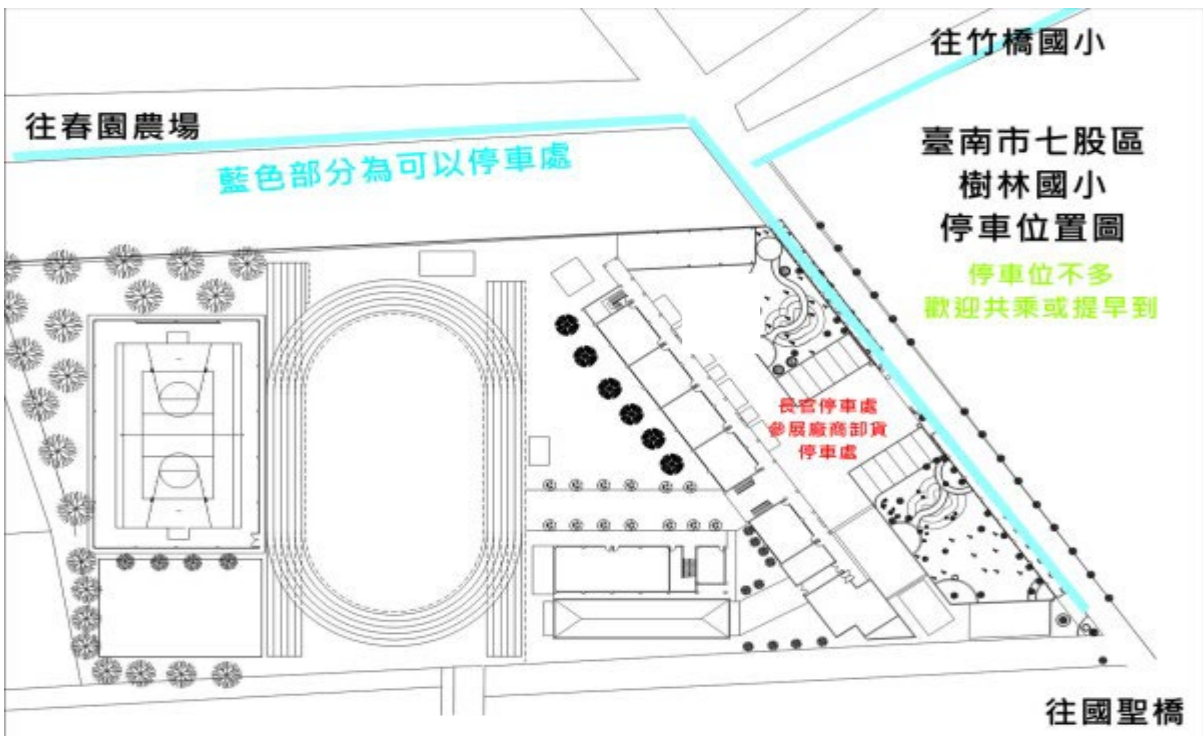 往竹橋國小
往春園農場
藍色部分為可以停車處
臺南市七股區
樹林國小
停車位置圖
停車位不多
歡迎共乘或提早到
長官停車處
參展廠商卸貨
停車處
往國聖橋